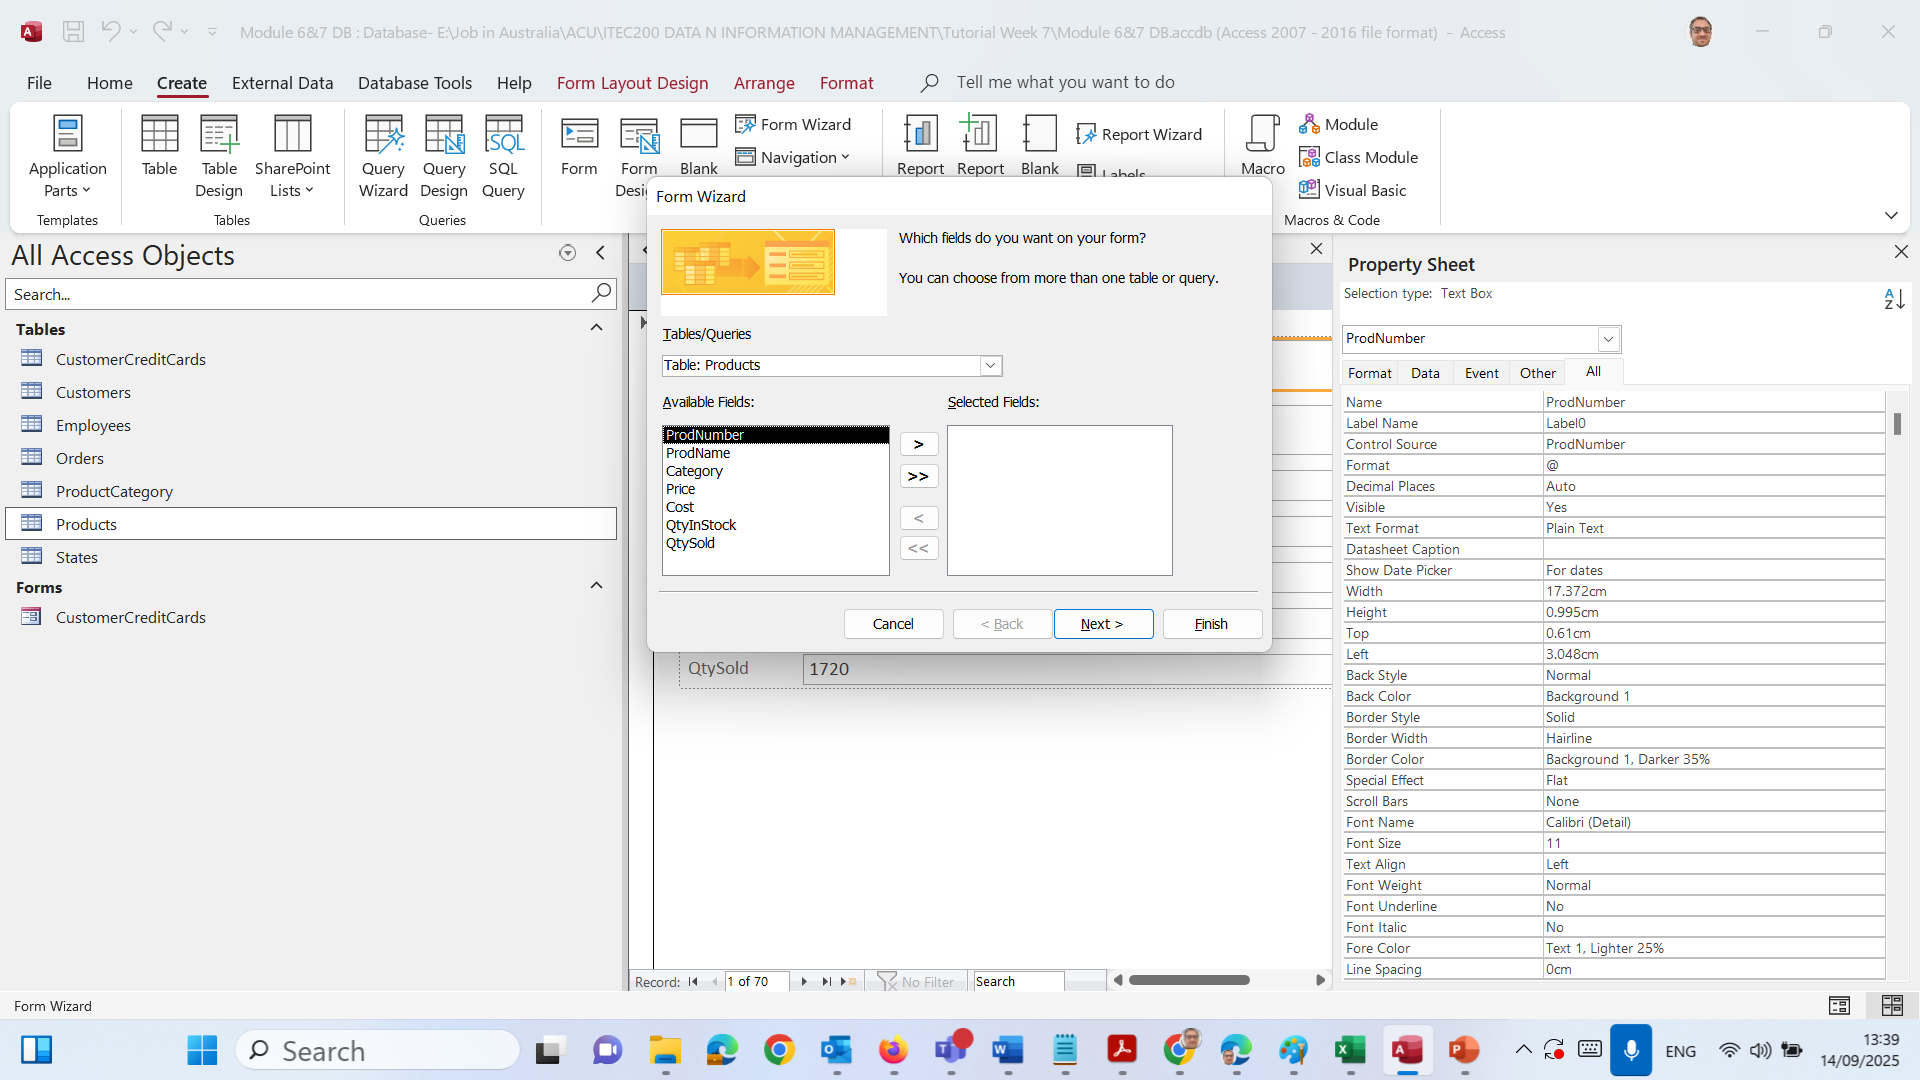 Module 6&7 DB : Database- E:\Job in Australia\ACU\ITEC200 DATA N INFORMATION MANAGEMENT\Tutorial Week 7\Module 6&7 DB.accdb (Access 2007 - 2016 file format) - Access
File Home Create External Data Database Tools Help Form Layout Design Arrange Format Tell me what you want to do
Application Parts
Templates
Table
Table Design
SharePoint Lists
Tables
Query Wizard
Query Design
SQL Query
Queries
Form
Form
Blank
Form Wizard
Navigation
Report
Report
Blank
Report Wizard
Labels
Macro
Module
Class Module
Visual Basic
Macros & Code
All Access Objects
Search...
Tables
CustomerCreditCards
Customers
Employees
Orders
ProductCategory
Products
States
Forms
CustomerCreditCards
Form Wizard
Which fields do you want on your form?
You can choose from more than one table or query.
Tables/Queries
Table: Products
Available Fields:
Selected Fields:
ProdNumber
ProdName
Category
Price
Cost
QtyInStock
QtySold
>
>>
<
<<
Cancel
< Back
Next >
Finish
QtySold 1720
Record: 1 of 70 No Filter Search
Property Sheet
Selection type: Text Box
ProdNumber
Format Data Event Other All
Name ProdNumber
Label Name Label0
Control Source ProdNumber
Format @
Decimal Places Auto
Visible Yes
Text Format Plain Text
Datasheet Caption
Show Date Picker For dates
Width 17.372cm
Height 0.995cm
Top 0.61cm
Left 3.048cm
Back Style Normal
Back Color Background 1
Border Style Solid
Border Width Hairline
Border Color Background 1, Darker 35%
Special Effect Flat
Scroll Bars None
Font Name Calibri (Detail)
Font Size 11
Text Align Left
Font Weight Normal
Font Underline No
Font Italic No
Fore Color Text 1, Lighter 25%
Line Spacing 0cm
Form Wizard
Search
ENG
13:39
14/09/2025